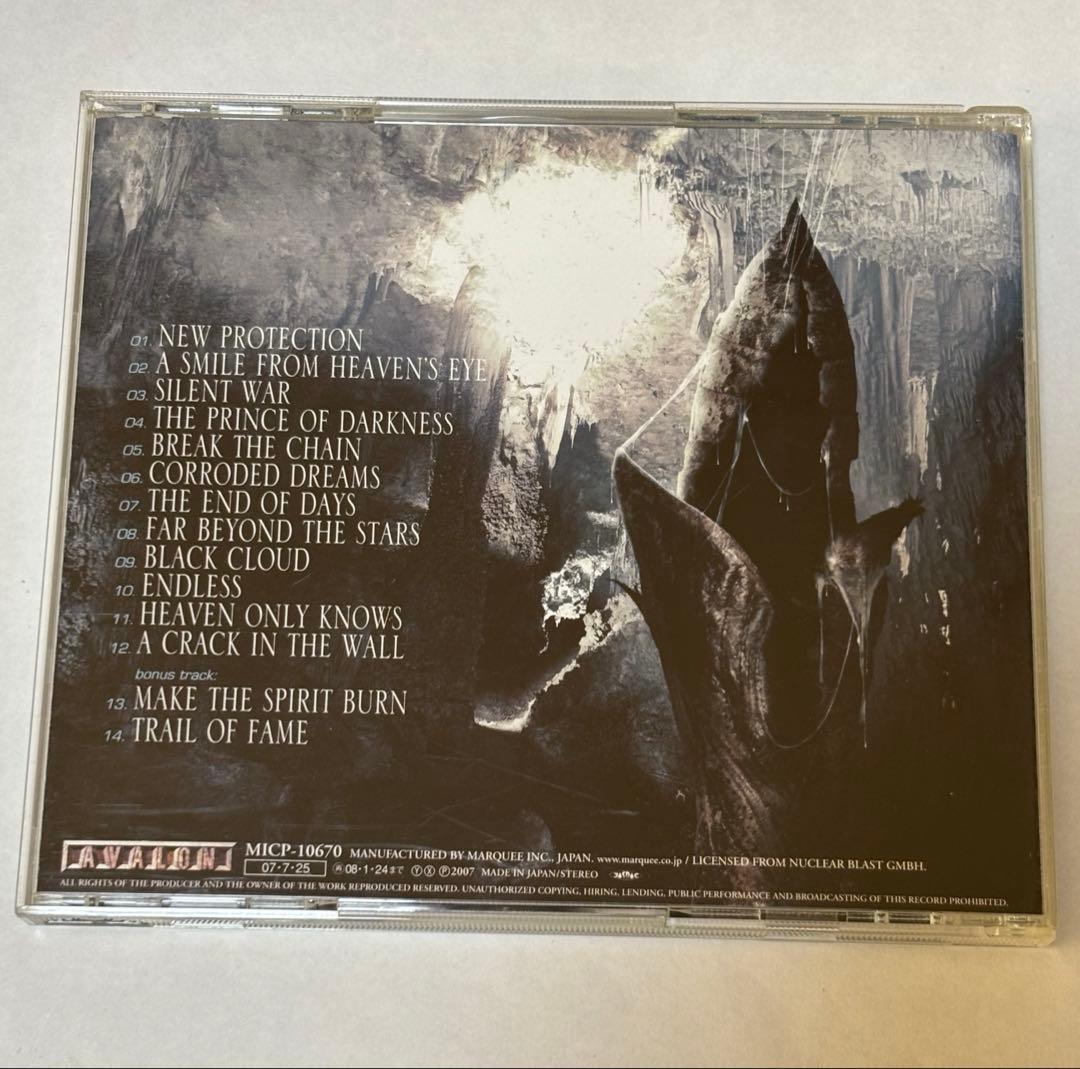 01. NEW PROTECTION
02. A SMILE FROM HEAVEN'S EYE
03. SILENT WAR
04. THE PRINCE OF DARKNESS
05. BREAK THE CHAIN
06. CORRODED DREAMS
07. THE END OF DAYS
08. FAR BEYOND THE STARS
09. BLACK CLOUD
10. ENDLESS
11. HEAVEN ONLY KNOWS
12. A CRACK IN THE WALL
bonus track:
13. MAKE THE SPIRIT BURN
14. TRAIL OF FAME
AVALON
MICP-10670 MANUFACTURED BY MARQUEE INC., JAPAN. www.marquee.co.jp / LICENSED FROM NUCLEAR BLAST GMBH.
07·7·25 08·1·24まで ⓎⓍ Ⓟ2007 MADE IN JAPAN/STEREO
ALL RIGHTS OF THE PRODUCER AND THE OWNER OF THE WORK REPRODUCED RESERVED. UNAUTHORIZED COPYING, HIRING, LENDING, PUBLIC PERFORMANCE AND BROADCASTING OF THIS RECORD PROHIBITED.